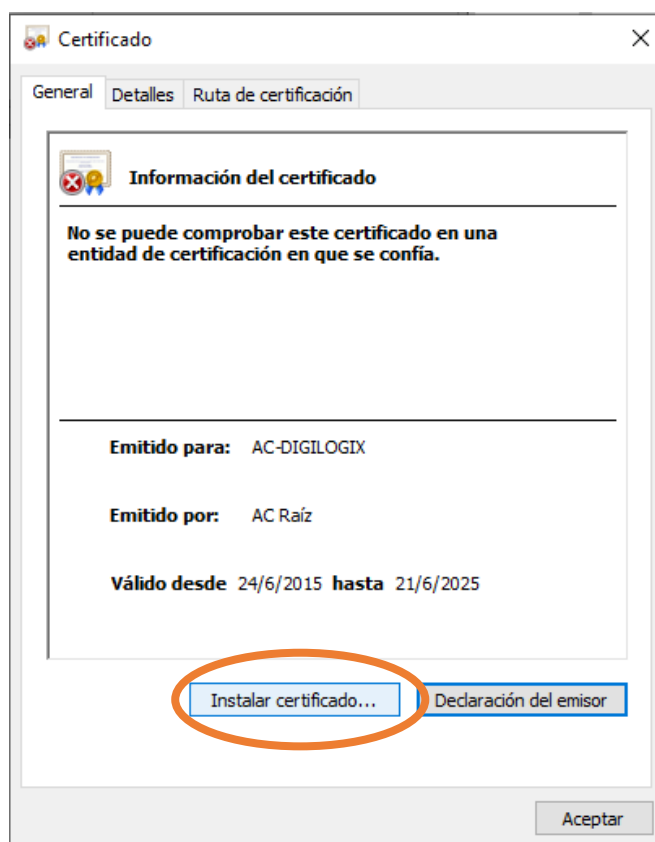 Certificado
General Detalles Ruta de certificación
Información del certificado
No se puede comprobar este certificado en una
entidad de certificación en que se confía.
Emitido para: AC-DIGILOGIX
Emitido por: AC Raíz
Válido desde 24/6/2015 hasta 21/6/2025
Instalar certificado... Declaración del emisor
Aceptar